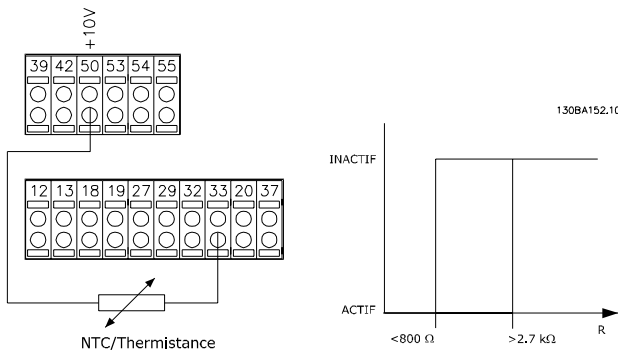 +10V
39 42 50 53 54 55
130BA152.10
INACTIF
12 13 18 19 27 29 32 33 20 37
ACTIF
<800 Ω
>2.7 kΩ
R
NTC/Thermistance